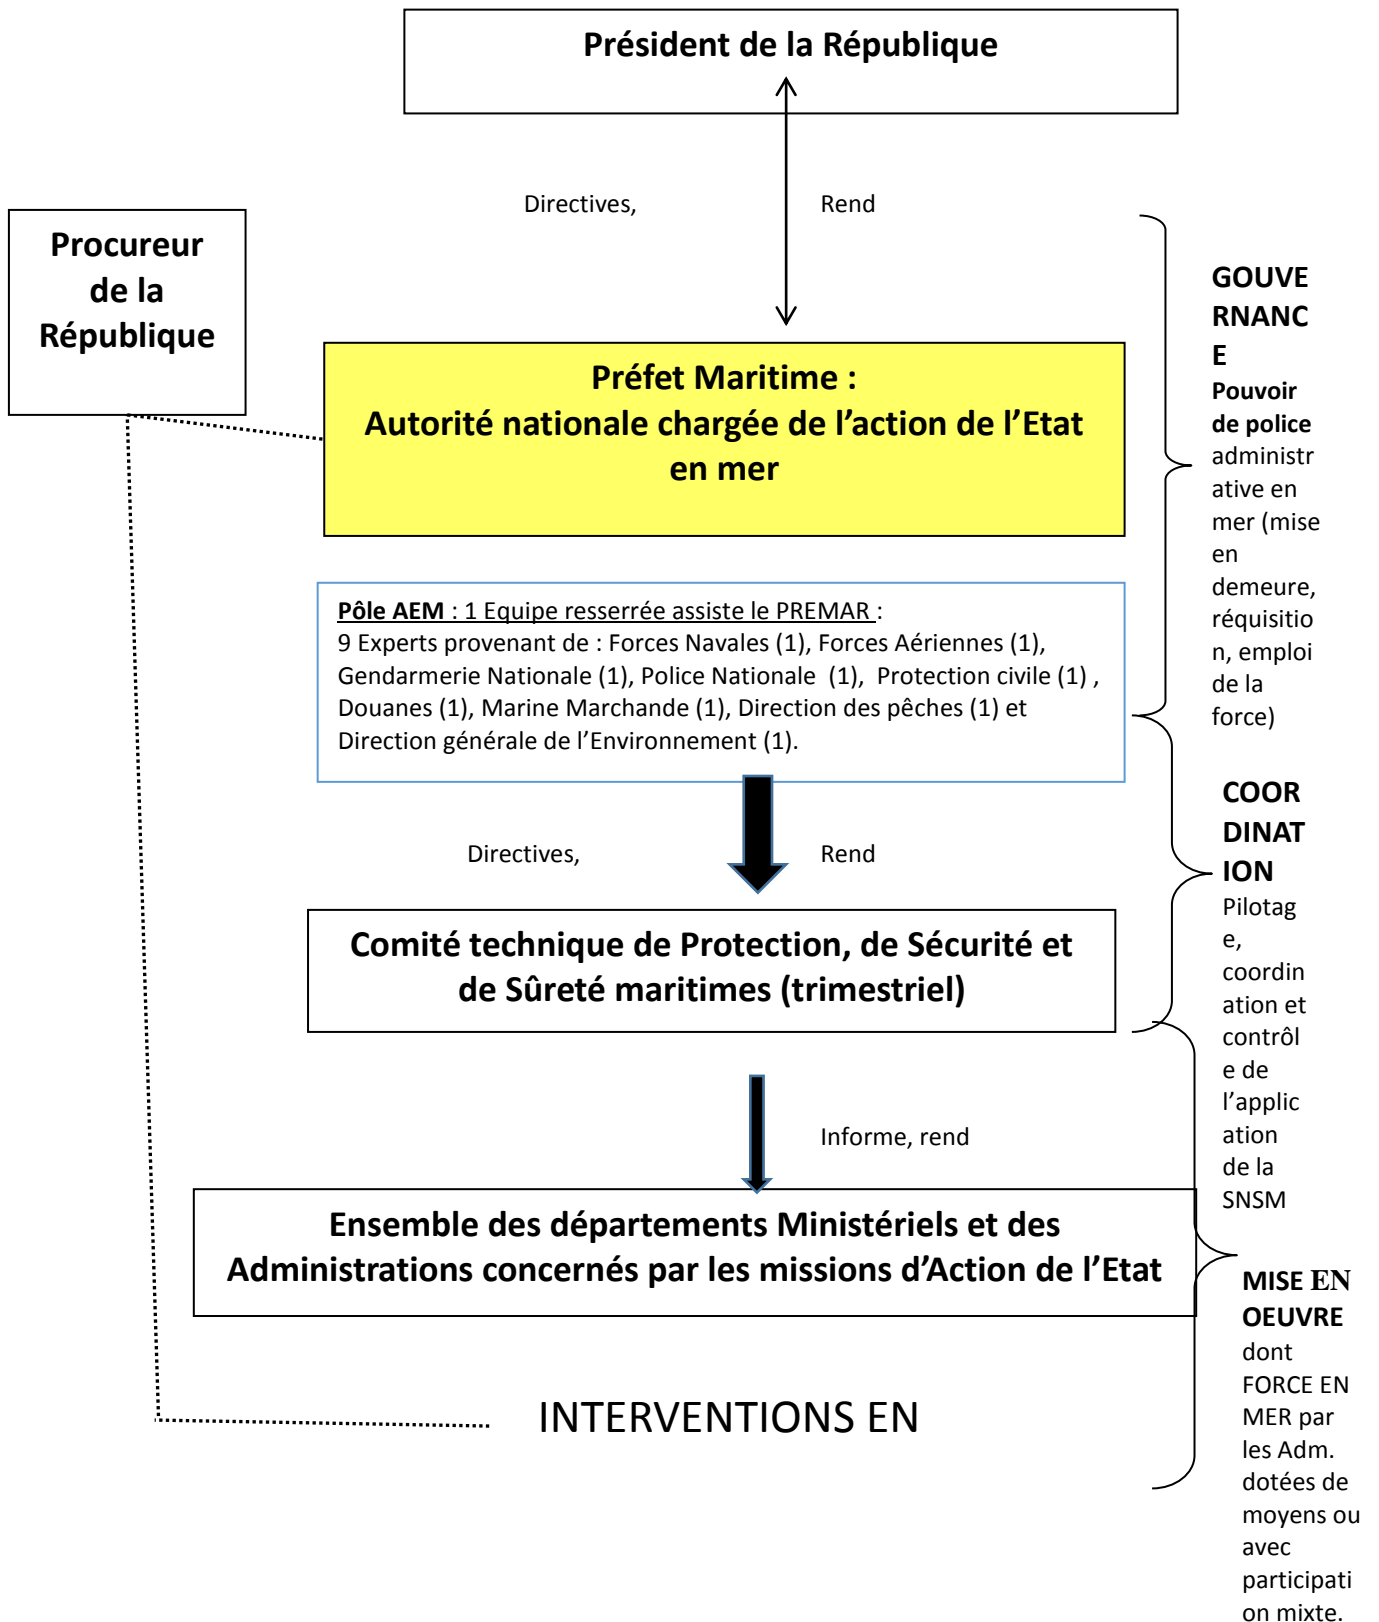 Président de la République
Directives,
Rend
Procureur
de la
République
Préfet Maritime :
Autorité nationale chargée de l’action de l’Etat
en mer
GOUVE
RNANC
E
Pouvoir
de police
administr
ative en
mer (mise
en
demeure,
réquisitio
n, emploi
de la
force)
Pôle AEM : 1 Equipe resserrée assiste le PREMAR :
9 Experts provenant de : Forces Navales (1), Forces Aériennes (1),
Gendarmerie Nationale (1), Police Nationale  (1),  Protection civile (1) ,
Douanes (1), Marine Marchande (1), Direction des pêches (1) et
Direction générale de l’Environnement (1).
Directives,
Rend
COOR
DINAT
ION
Pilotag
e,
coordin
ation et
contrôl
e de
l’applic
ation
de la
SNSM
Comité technique de Protection, de Sécurité et
de Sûreté maritimes (trimestriel)
Informe, rend
Ensemble des départements Ministériels et des
Administrations concernés par les missions d’Action de l’Etat
MISE EN
OEUVRE
dont
FORCE EN
MER par
les Adm.
dotées de
moyens ou
avec
participati
on mixte.
INTERVENTIONS EN